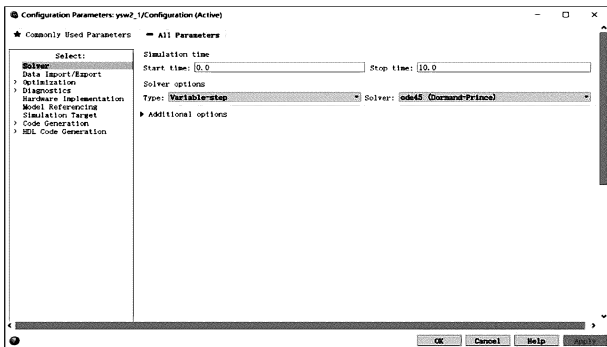 Configuration Parameters: ysw2_1/Configuration (Active)
★ Commonly Used Parameters
All Parameters
Select:
Solver
Data Import/Export
> Optimization
> Diagnostics
Hardware Implementation
Model Referencing
Simulation Target
> Code Generation
> HDL Code Generation
Simulation time
Start time: 0.0
Stop time: 10.0
Solver options
Type: Variable-step
Solver: ode45 (Dormand-Prince)
▶ Additional options
OK
Cancel
Help
Apply